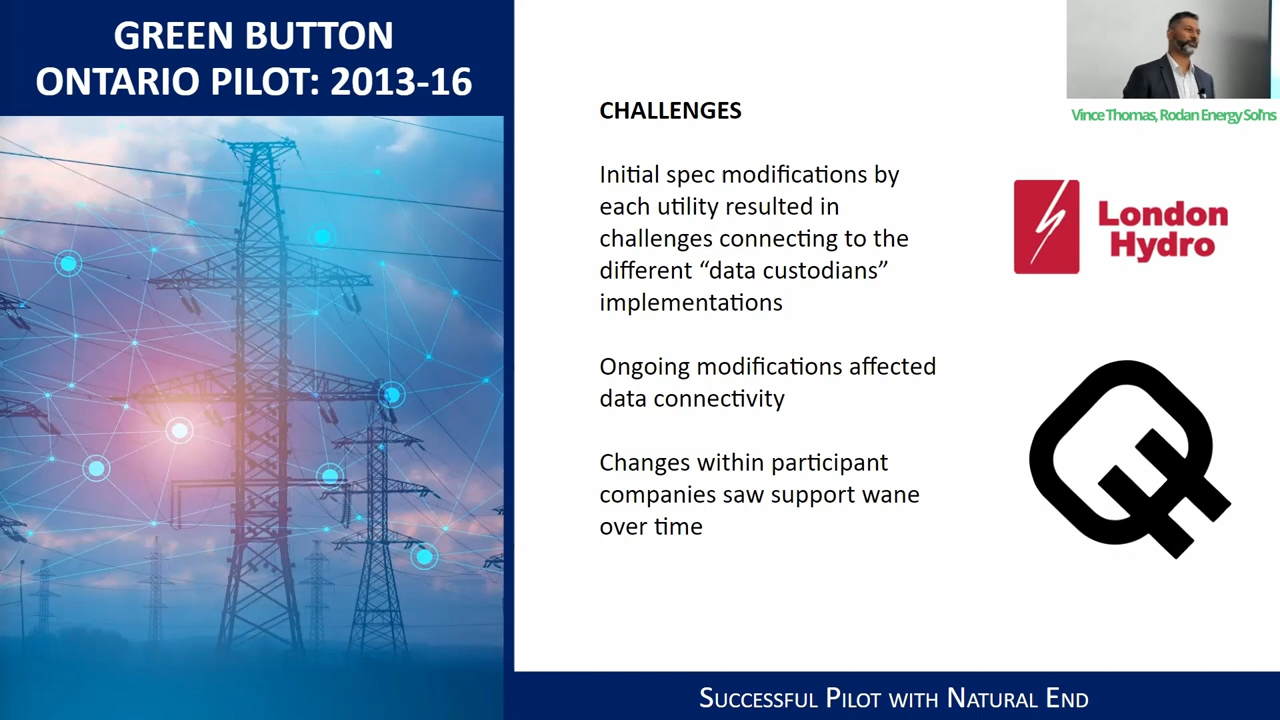 GREEN BUTTON
ONTARIO PILOT: 2013-16
CHALLENGES
Initial spec modifications by
each utility resulted in
challenges connecting to the
different “data custodians”
implementations
Ongoing modifications affected
data connectivity
Changes within participant
companies saw support wane
over time
Vince Thomas, Rodan Energy Sol'ns
London
Hydro
Successful Pilot with Natural End